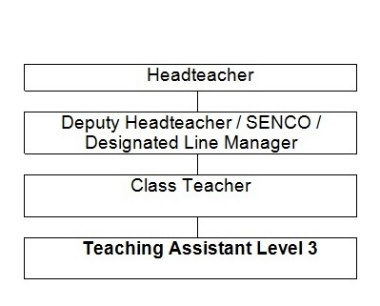 Headteacher
Deputy Headteacher / SENCO /
Designated Line Manager
Class Teacher
Teaching Assistant Level 3